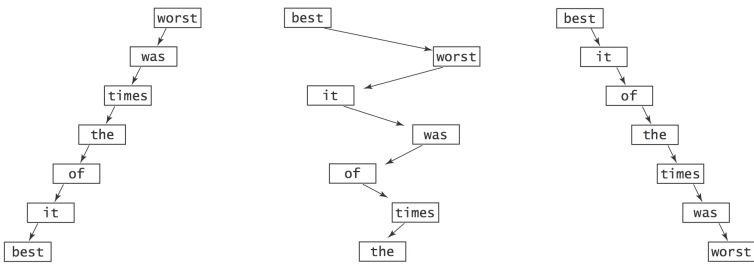 worst
was
times
the
of
it
best
best
worst
it
was
of
times
the
best
it
of
the
times
was
worst